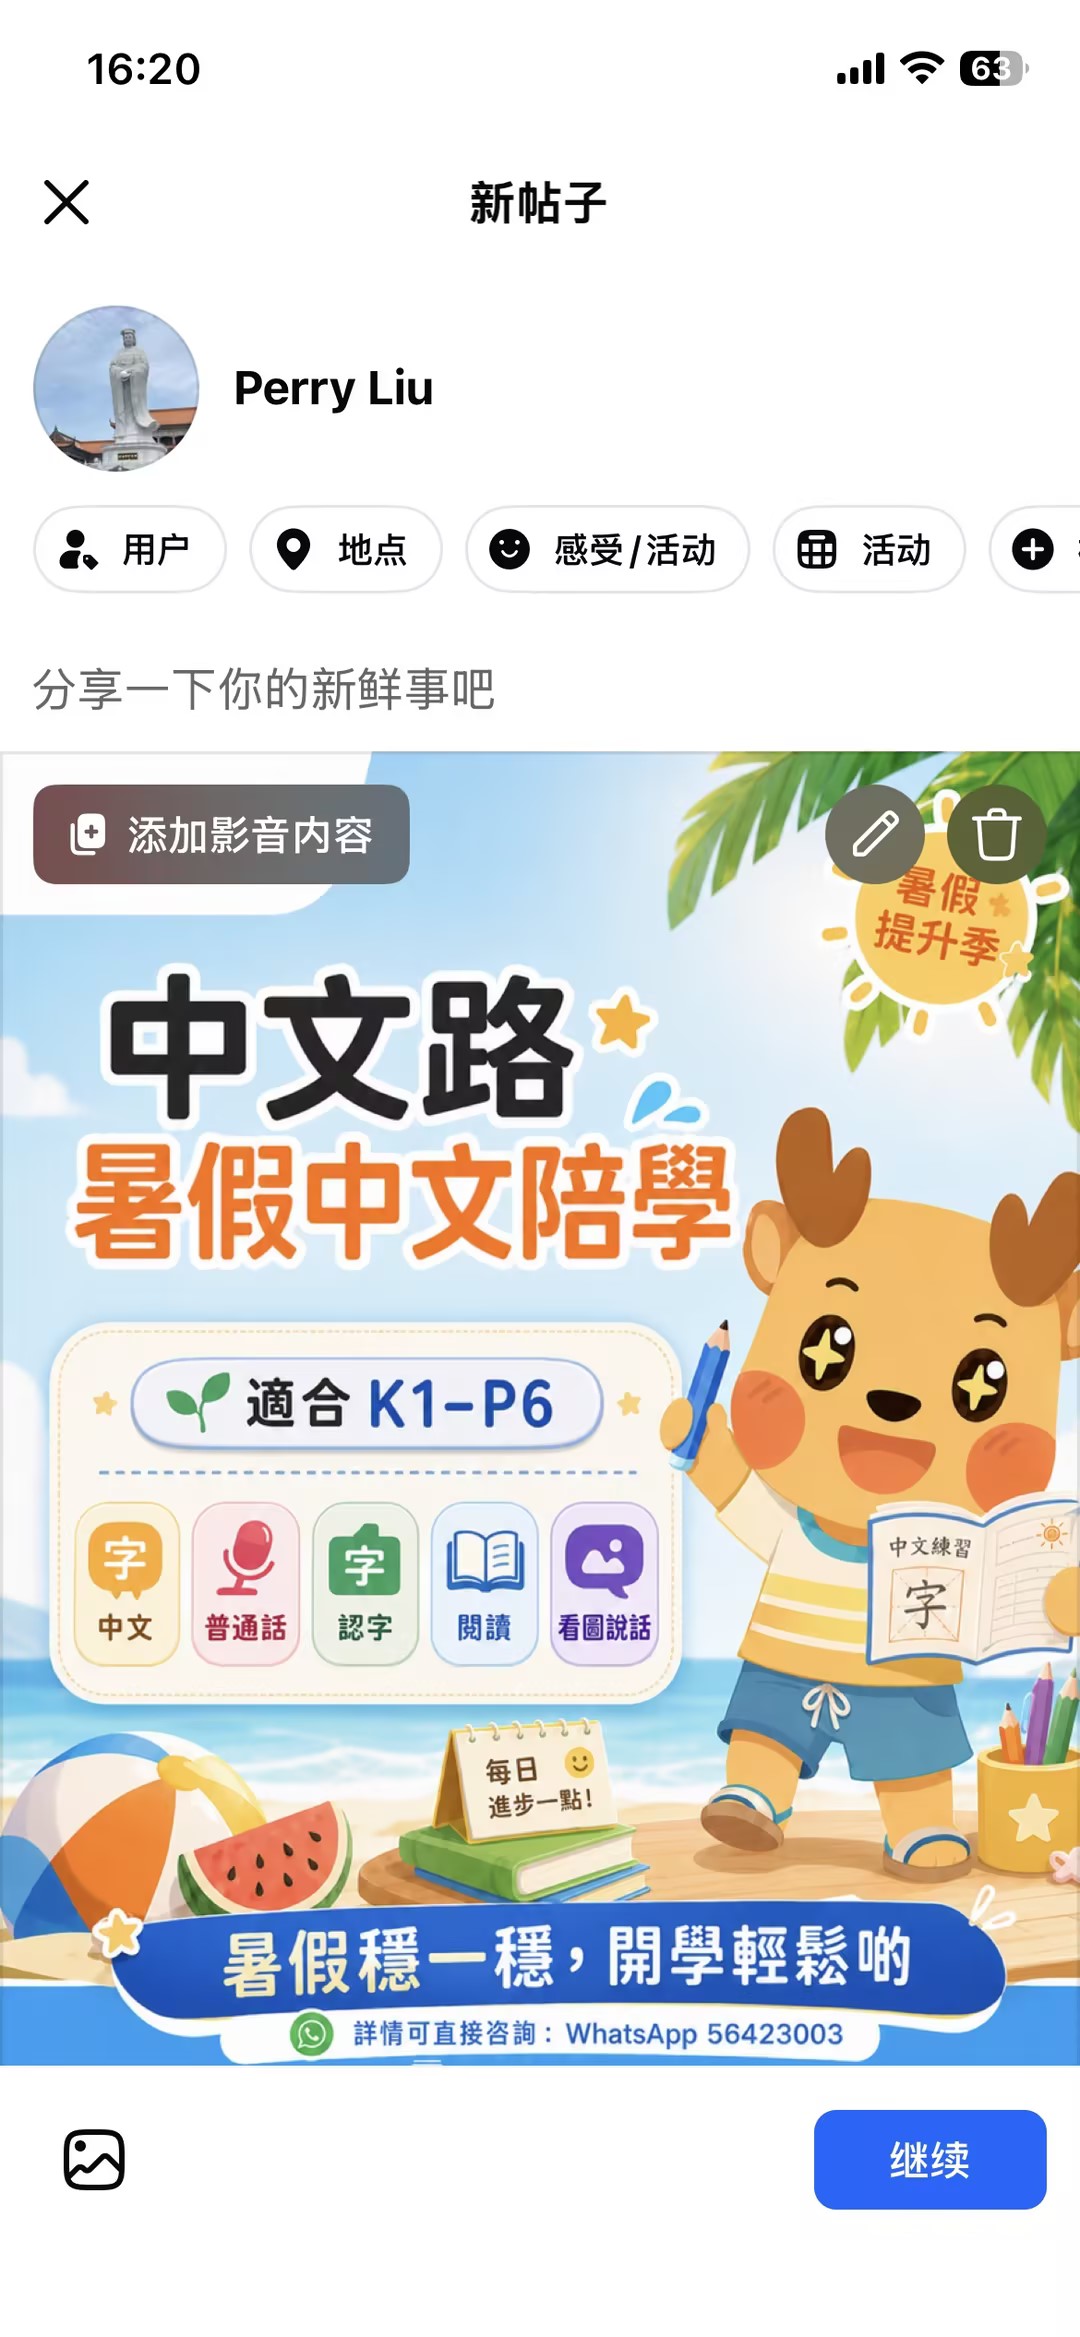 16:20
63
新帖子
Perry Liu
用户
地点
感受/活动
活动
分享一下你的新鲜事吧
添加影音内容
暑假
提升季
中文路
暑假中文陪學
適合 K1-P6
字
中文
普通話
字
認字
閱讀
看圖說話
中文練習
字
每日
進步一點!
暑假穩一穩，開學輕鬆啲
詳情可直接咨詢：WhatsApp 56423003
继续